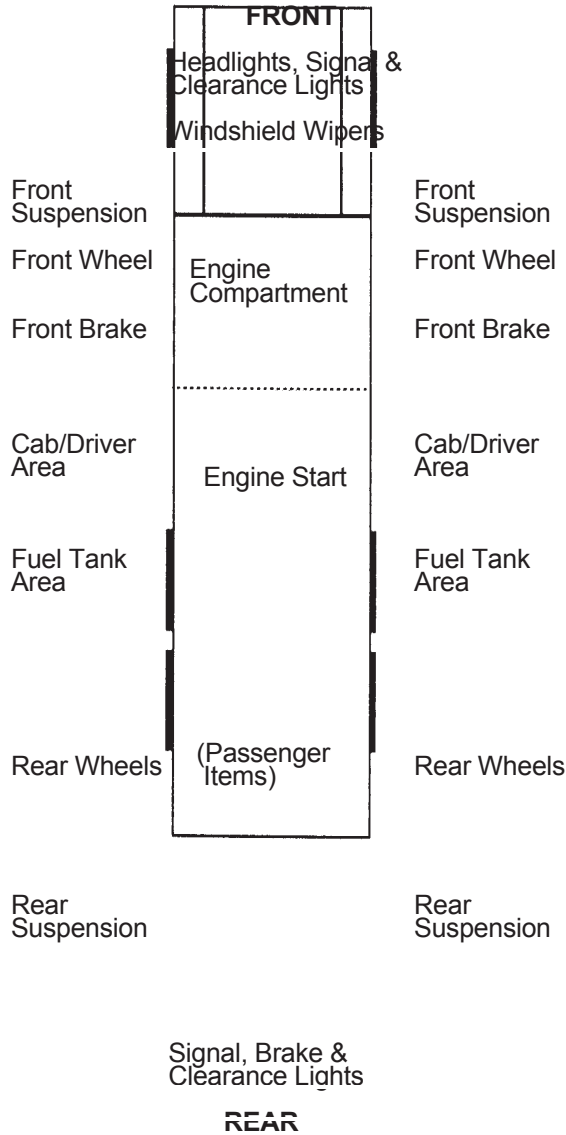 FRONT
Headlights, Signal &
Clearance Lights
Windshield Wipers
Front
Suspension
Front
Suspension
Front Wheel
Front Wheel
Engine
Compartment
Front Brake
Front Brake
Cab/Driver
Area
Engine Start
Cab/Driver
Area
Fuel Tank
Area
Fuel Tank
Area
Rear Wheels
(Passenger
Items)
Rear Wheels
Rear
Suspension
Rear
Suspension
Signal, Brake &
Clearance Lights
REAR